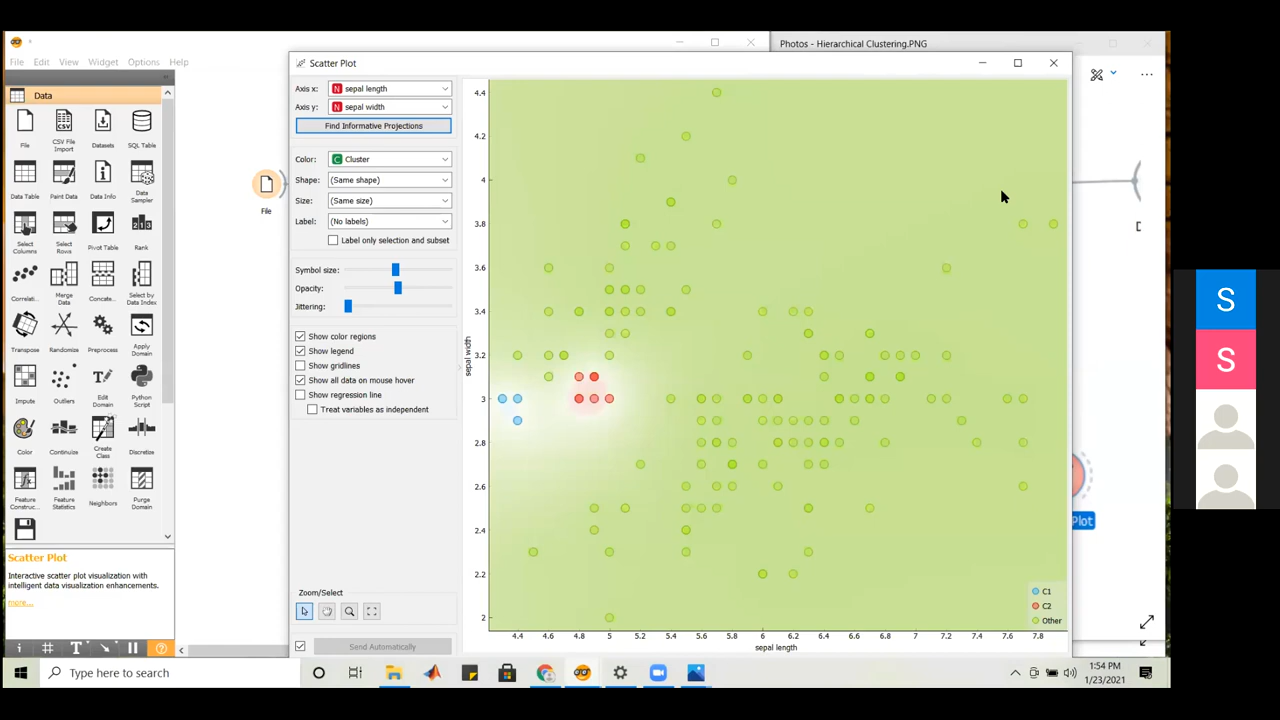 Photos - Hierarchical Clustering.PNG
File Edit View Widget Options Help
Scatter Plot
Data
File
CSV File Import
Datasets
SQL Table
Data Table
Paint Data
Data Info
Data Sampler
Select Columns
Select Rows
Pivot Table
Rank
Correlati...
Merge Data
Concate...
Select by Data Index
Transpose
Randomize
Preprocess
Apply Domain
Impute
Outliers
Edit Domain
Python Script
Color
Continuize
Create Class
Discretize
Feature Construc...
Feature Statistics
Neighbors
Purge Domain
Scatter Plot
Interactive scatter plot visualization with
intelligent data visualization enhancements.
more...
File
Axis x: N sepal length
Axis y: N sepal width
Find Informative Projections
Color: C Cluster
Shape: (Same shape)
Size: (Same size)
Label: (No labels)
Label only selection and subset
Symbol size:
Opacity:
Jittering:
Show color regions
Show legend
Show gridlines
Show all data on mouse hover
Show regression line
Treat variables as independent
Zoom/Select
Send Automatically
4.4
4.2
4
3.8
3.6
3.4
3.2
3
2.8
2.6
2.4
2.2
2
sepal width
4.4 4.6 4.8 5 5.2 5.4 5.6 5.8 6 6.2 6.4 6.6 6.8 7 7.2 7.4 7.6 7.8
sepal length
C1
C2
Other
Plot
S
S
Type here to search
1:54 PM
1/23/2021